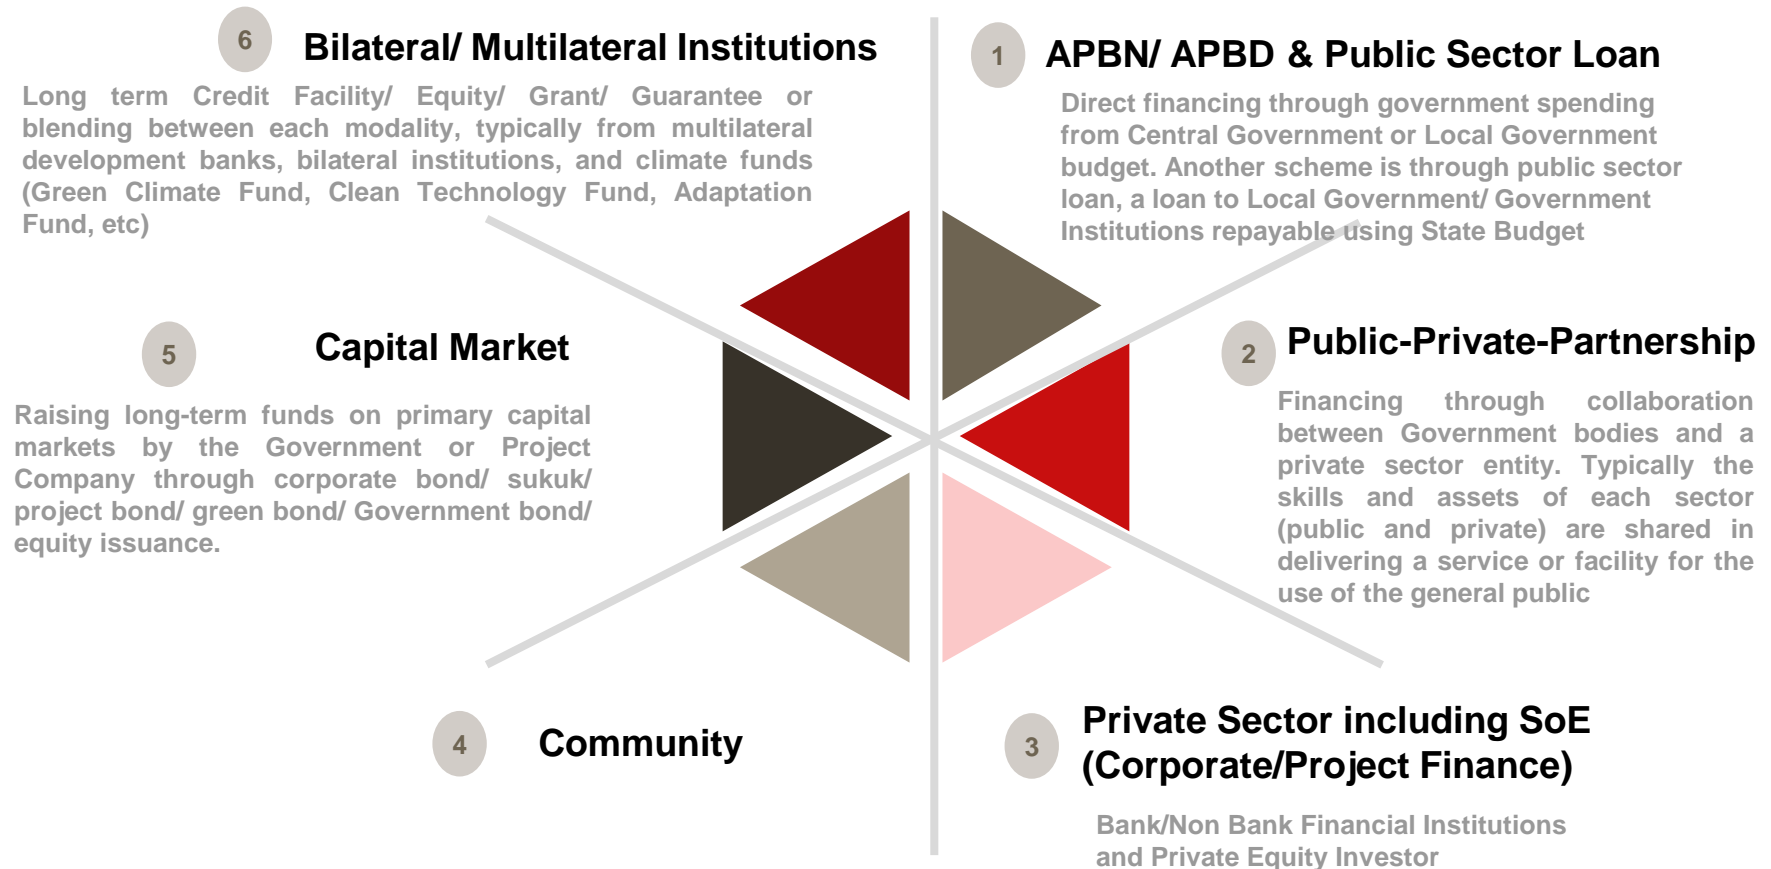 6
Bilateral/ Multilateral Institutions
Long term Credit Facility/ Equity/ Grant/ Guarantee or
blending between each modality, typically from multilateral
development banks, bilateral institutions, and climate funds
(Green Climate Fund, Clean Technology Fund, Adaptation
Fund, etc)
1
APBN/ APBD & Public Sector Loan
Direct financing through government spending
from Central Government or Local Government
budget. Another scheme is through public sector
loan, a loan to Local Government/ Government
Institutions repayable using State Budget
5
Capital Market
Raising long-term funds on primary capital
markets by the Government or Project
Company through corporate bond/ sukuk/
project bond/ green bond/ Government bond/
equity issuance.
2
Public-Private-Partnership
Financing through collaboration
between Government bodies and a
private sector entity. Typically the
skills and assets of each sector
(public and private) are shared in
delivering a service or facility for the
use of the general public
4
Community
3
Private Sector including SoE
(Corporate/Project Finance)
Bank/Non Bank Financial Institutions
and Private Equity Investor